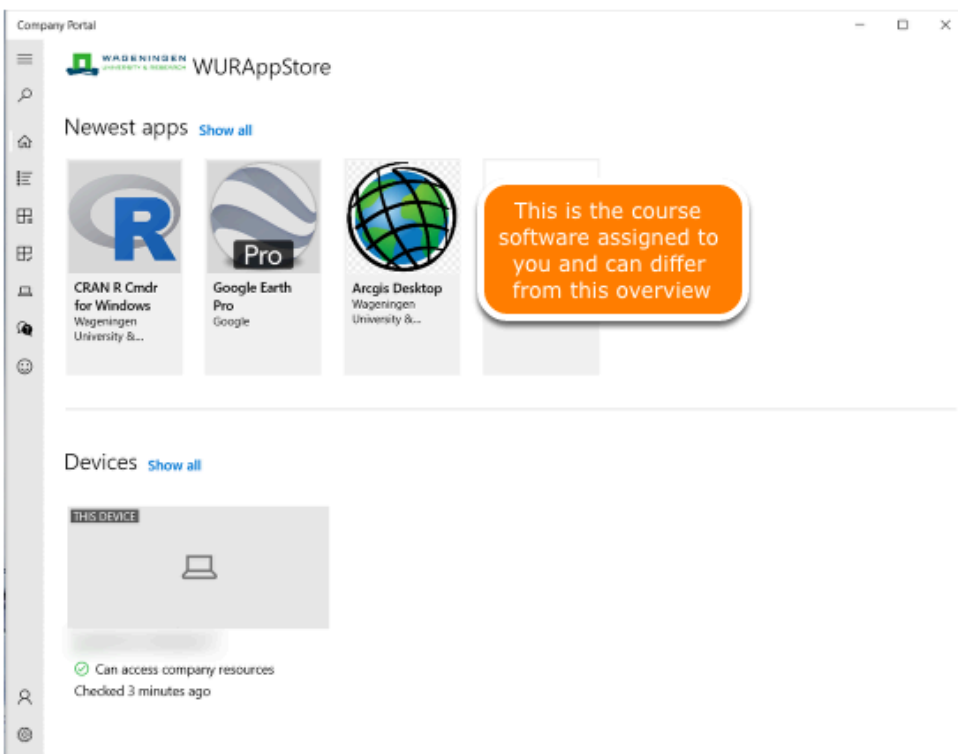 Company Portal
WAGENINGEN
UNIVERSITY & RESEARCH
WURAppStore
Newest apps Show all
R
Pro
CRAN R Cmdr
for Windows
Wageningen
University &...
Google Earth
Pro
Google
Arcgis Desktop
Wageningen
University &...
This is the course
software assigned to
you and can differ
from this overview
Devices Show all
THIS DEVICE
Can access company resources
Checked 3 minutes ago